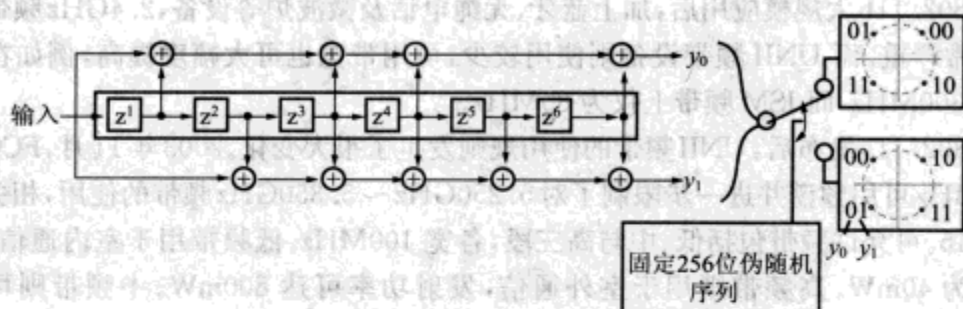 01 00
11 10
y₀
输入
z¹ z² z³ z⁴ z⁵ z⁶
y₁
00 10
01 11
y₀ y₁
固定256位伪随机
序列